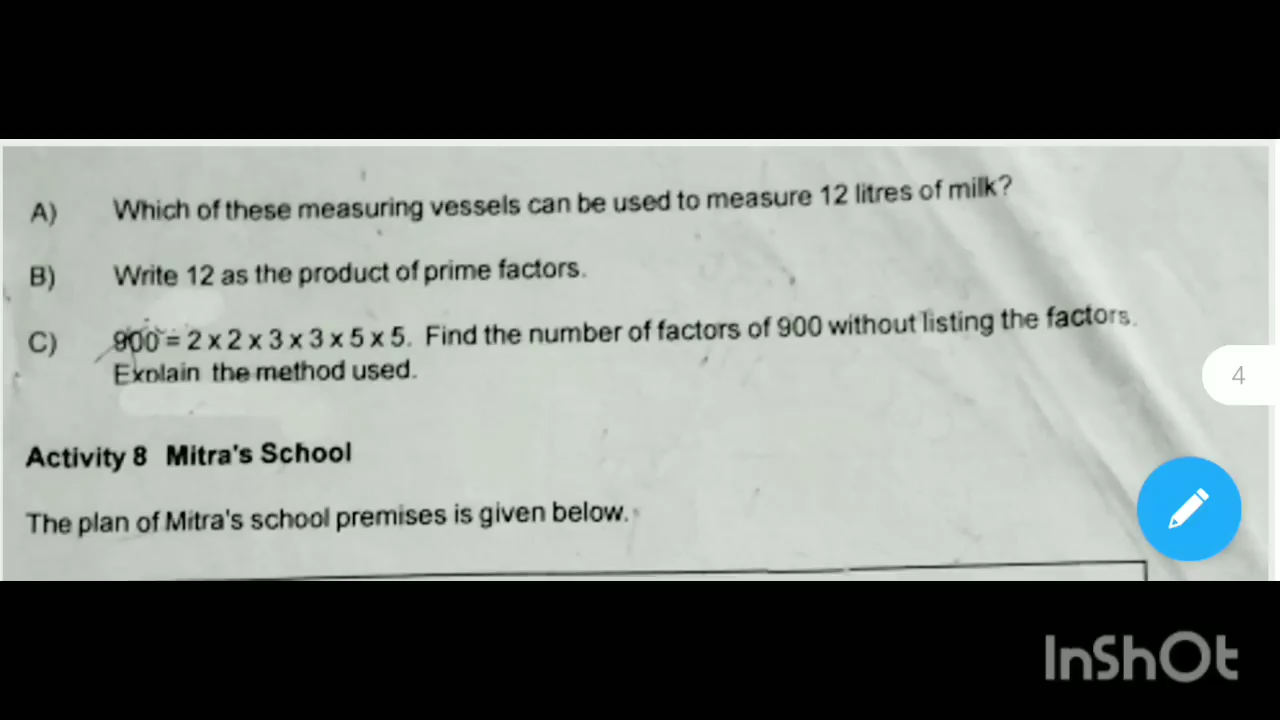 A) Which of these measuring vessels can be used to measure 12 litres of milk?
B) Write 12 as the product of prime factors.
C) 900 = 2 x 2 x 3 x 3 x 5 x 5. Find the number of factors of 900 without listing the factors.
Explain the method used.
4
Activity 8 Mitra's School
The plan of Mitra's school premises is given below.
InShOt